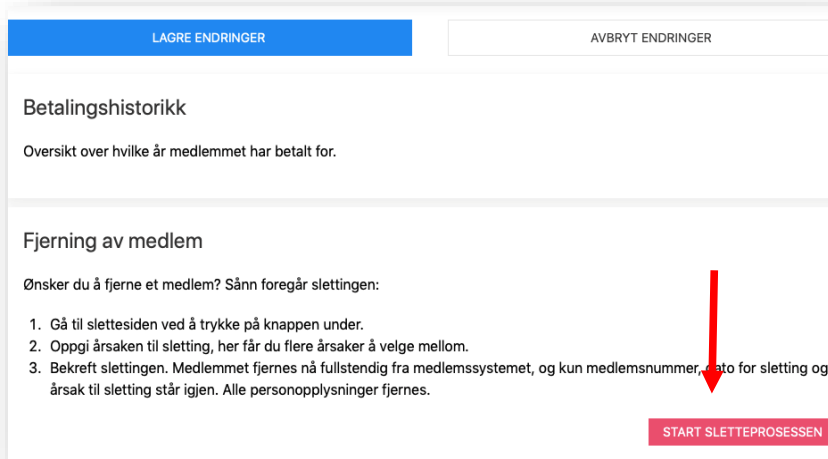 LAGRE ENDRINGER
AVBRYT ENDRINGER
Betalingshistorikk
Oversikt over hvilke år medlemmet har betalt for.
Fjerning av medlem
Ønsker du å fjerne et medlem? Sånn foregår slettingen:
1. Gå til slettesiden ved å trykke på knappen under.
2. Oppgi årsaken til sletting, her får du flere årsaker å velge mellom.
3. Bekreft slettingen. Medlemmet fjernes nå fullstendig fra medlemssystemet, og kun medlemsnummer, dato for sletting og
årsak til sletting står igjen. Alle personopplysninger fjernes.
START SLETTEPROSESSEN